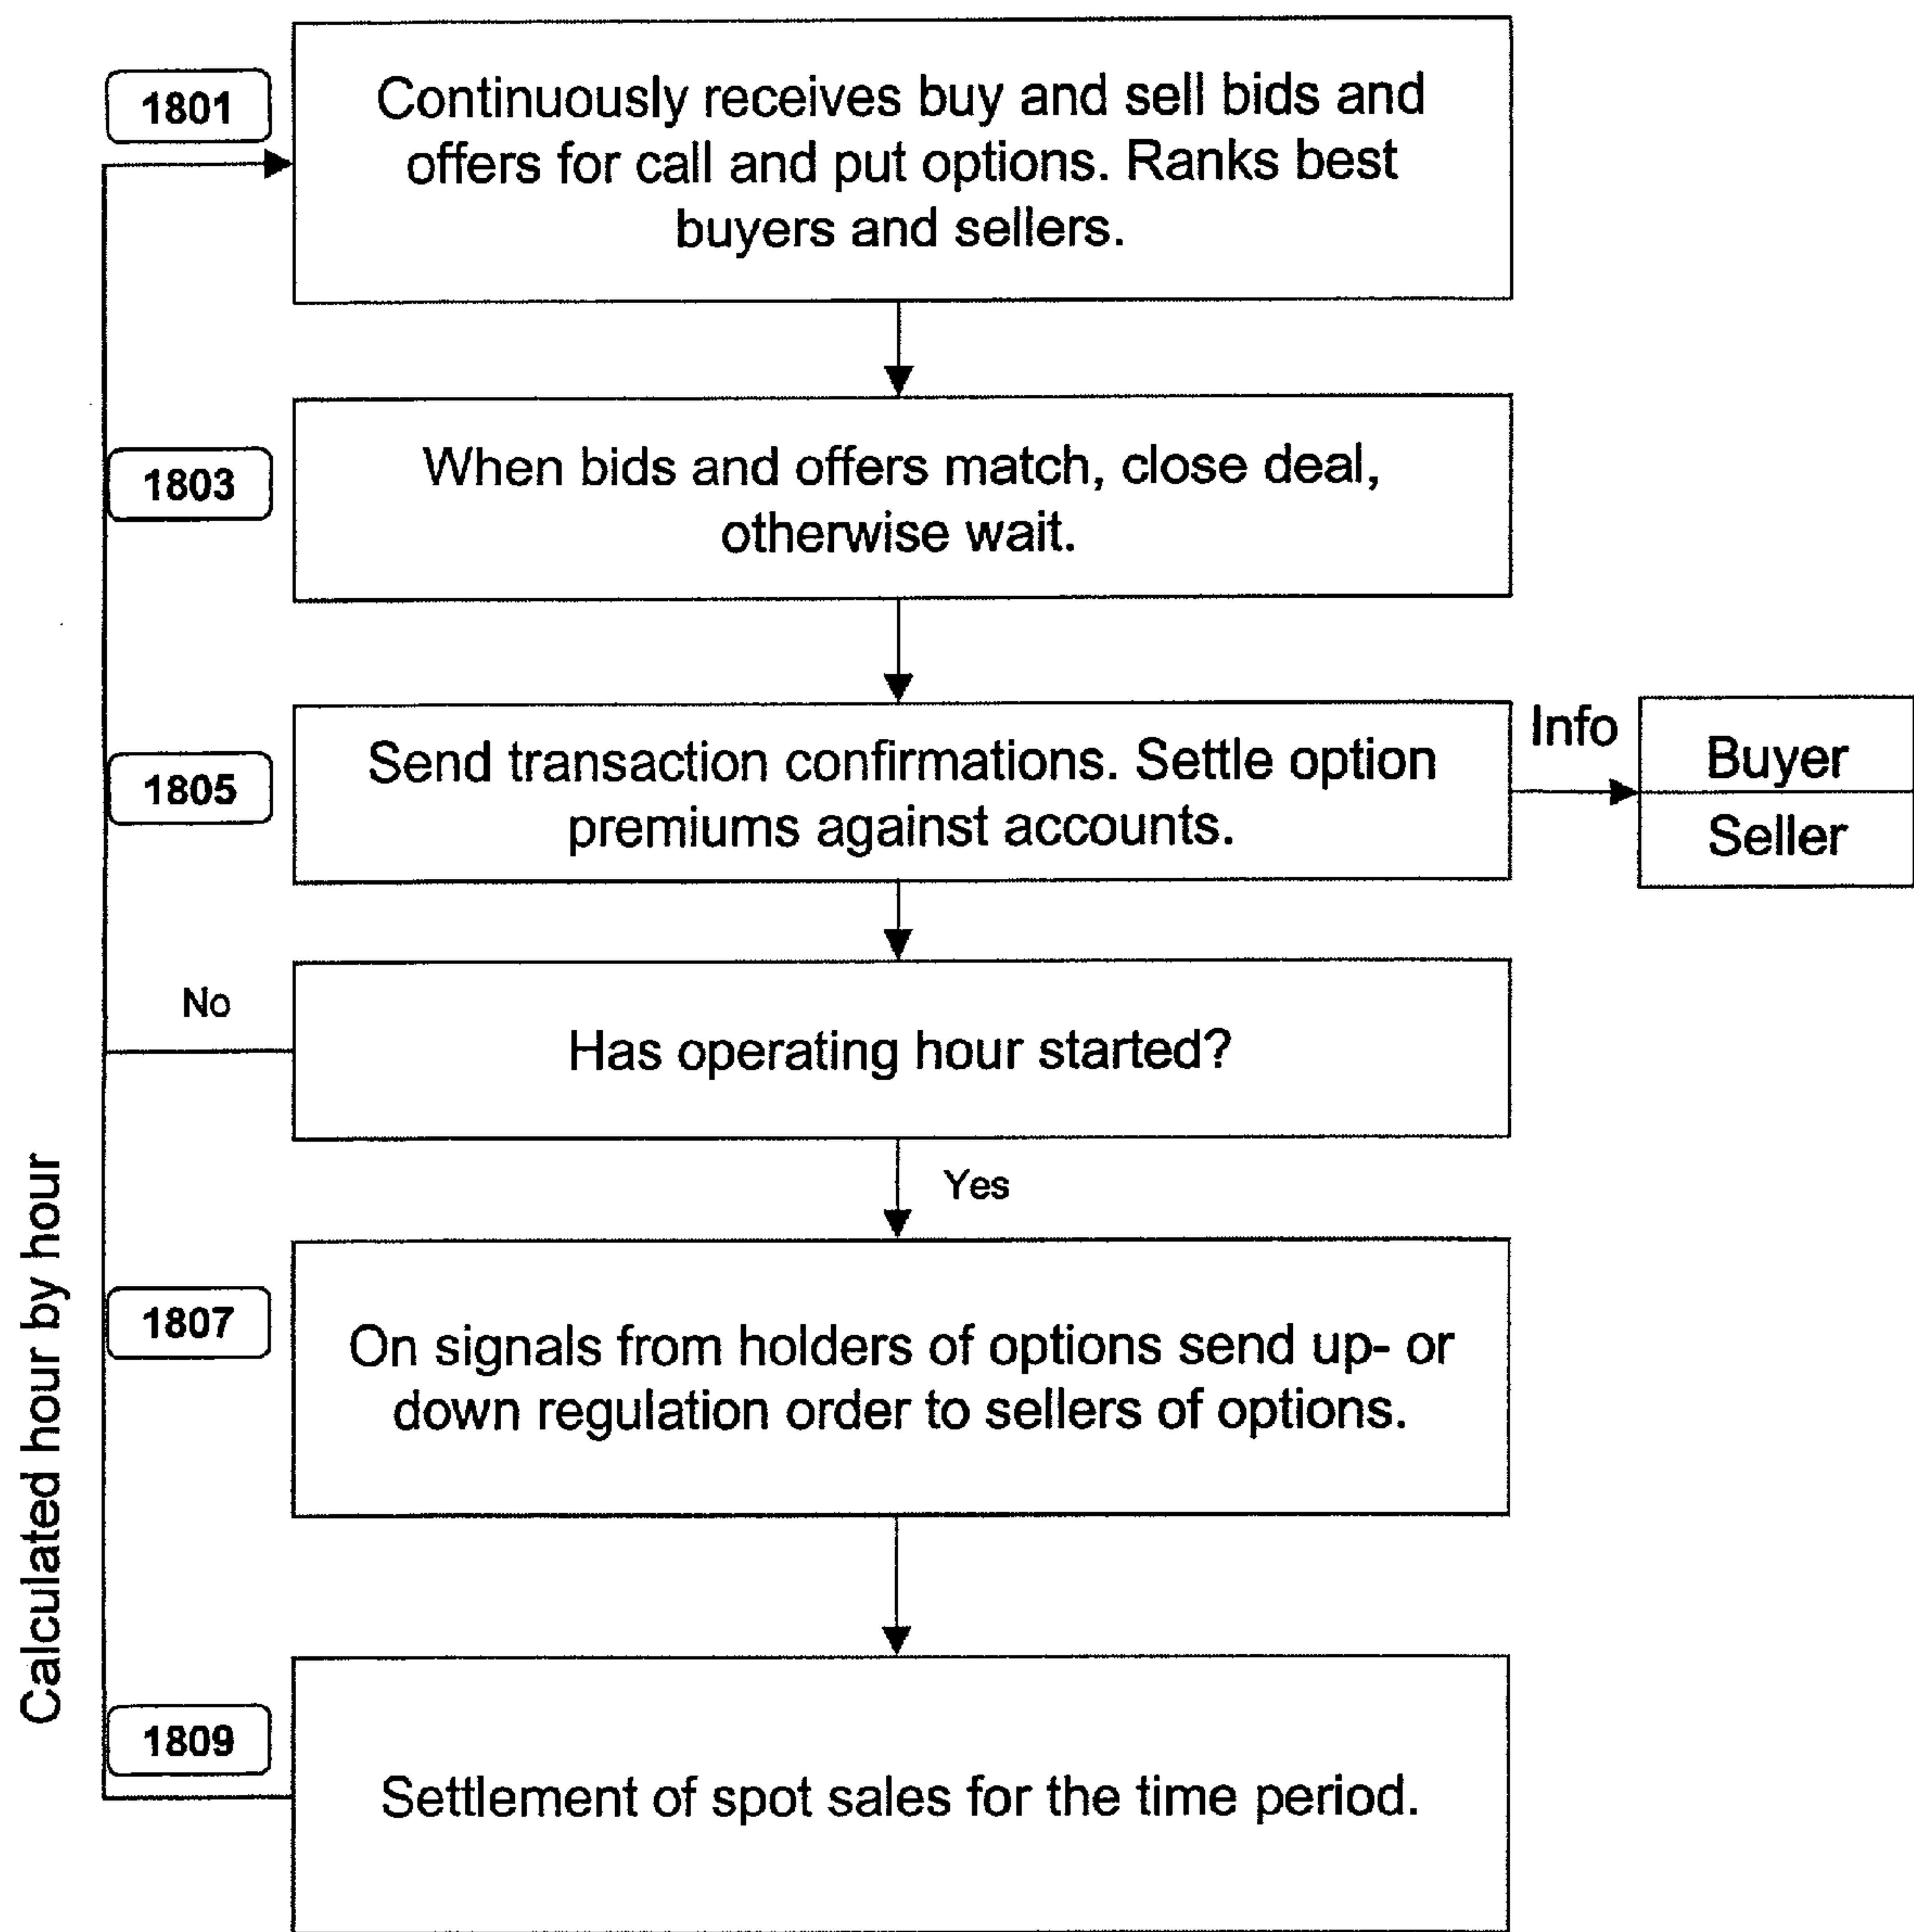 1801
Continuously receives buy and sell bids and
offers for call and put options. Ranks best
buyers and sellers.
1803
When bids and offers match, close deal,
otherwise wait.
1805
Send transaction confirmations. Settle option
premiums against accounts.
Info
Buyer
Seller
No
Has operating hour started?
Yes
Calculated hour by hour
1807
On signals from holders of options send up- or
down regulation order to sellers of options.
1809
Settlement of spot sales for the time period.